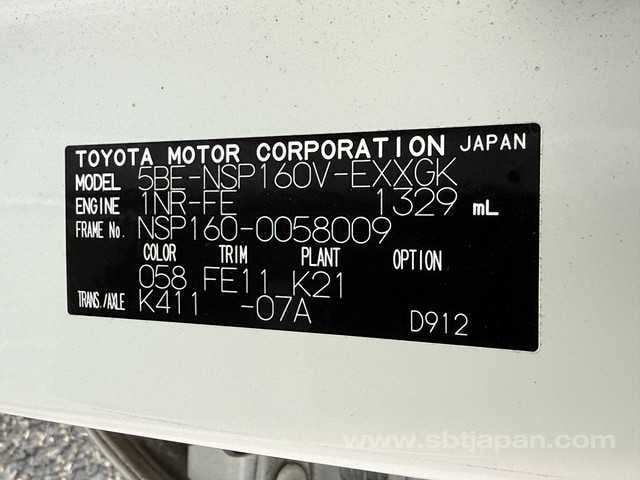 TOYOTA MOTOR CORPORATION JAPAN
MODEL 5BE-NSP160V-EXXGK
ENGINE 1NR-FE 1329 mL
FRAME No. NSP160-0058009
COLOR TRIM PLANT OPTION
058 FE11 K21
TRANS./AXLE K411 -07A
D912
www.sbtjapan.com